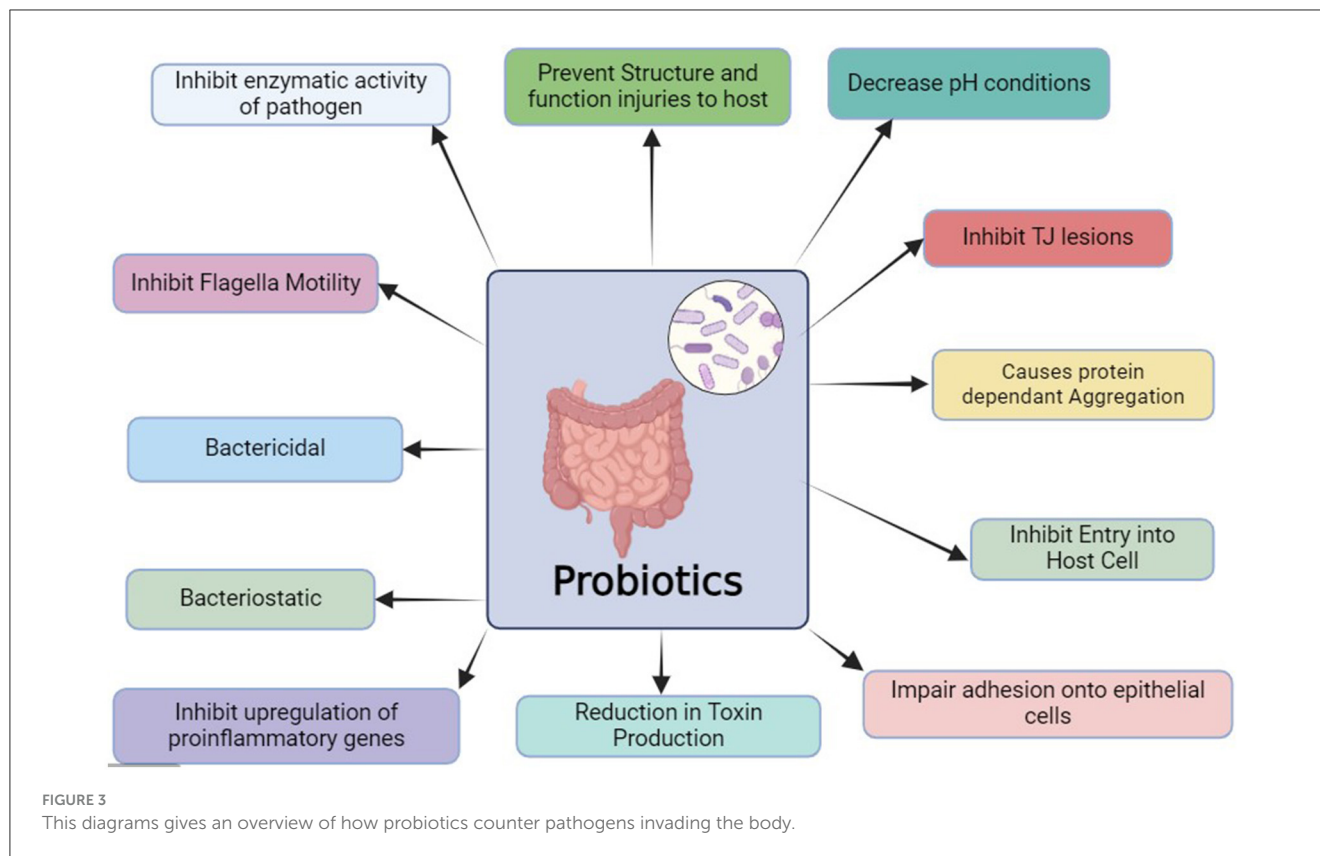 Inhibit enzymatic activity
of pathogen
Prevent Structure and
function injuries to host
Decrease pH conditions
Inhibit TJ lesions
Inhibit Flagella Motility
Causes protein
dependant Aggregation
Bactericidal
Inhibit Entry into
Host Cell
Probiotics
Bacteriostatic
Impair adhesion onto epithelial
cells
Inhibit upregulation of
proinflammatory genes
Reduction in Toxin
Production
FIGURE 3
This diagrams gives an overview of how probiotics counter pathogens invading the body.